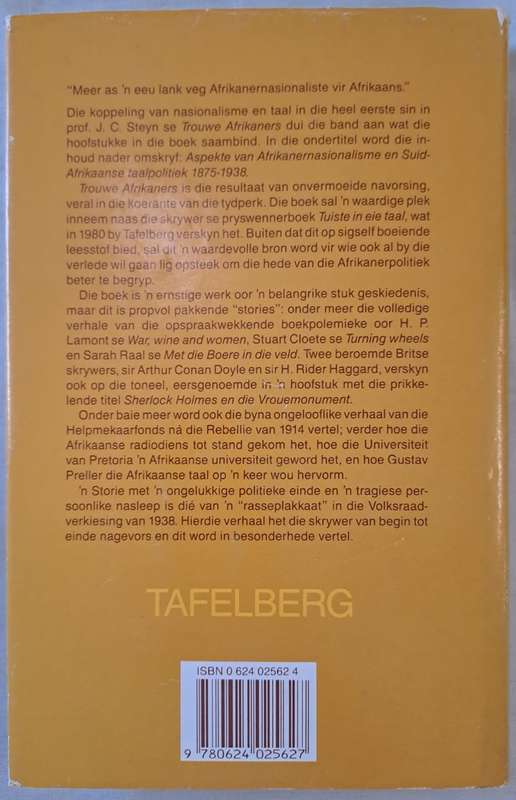 “Meer as 'n eeu lank veg Afrikanernasionaliste vir Afrikaans.”
Die koppeling van nasionalisme en taal in die heel eerste sin in
prof. J. C. Steyn se Trouwe Afrikaners dui die band aan wat die
hoofstukke in die boek saambind. In die ondertitel word die in-
houd nader omskryf: Aspekte van Afrikanernasionalisme en Suid-
Afrikaanse taalpolitiek 1875-1938.
Trouwe Afrikaners is die resultaat van onvermoeide navorsing,
veral in die koerante van die tydperk. Die boek sal 'n waardige plek
inneem naas die skrywer se pryswennerboek Tuiste in eie taal, wat
in 1980 by Tafelberg verskyn het. Buiten dat dit op sigself boeiende
leesstof bied, sal dit 'n waardevolle bron word vir wie ook al by die
verlede wil gaan lig opsteek om die hede van die Afrikanerpolitiek
beter te begryp.
Die boek is 'n ernstige werk oor 'n belangrike stuk geskiedenis,
maar dit is propvol pakkende “stories”: onder meer die volledige
verhale van die opspraakwekkende boekpolemieke oor H. P.
Lamont se War, wine and women, Stuart Cloete se Turning wheels
en Sarah Raal se Met die Boere in die veld. Twee beroemde Britse
skrywers, sir Arthur Conan Doyle en sir H. Rider Haggard, verskyn
ook op die toneel, eersgenoemde in 'n hoofstuk met die prikke-
lende titel Sherlock Holmes en die Vrouemonument.
Onder baie meer word ook die byna ongelooflike verhaal van die
Helpmekaarfonds ná die Rebellie van 1914 vertel; verder hoe die
Afrikaanse radiodiens tot stand gekom het, hoe die Universiteit
van Pretoria 'n Afrikaanse universiteit geword het, en hoe Gustav
Preller die Afrikaanse taal op 'n keer wou hervorm.
'n Storie met 'n ongelukkige politieke einde en 'n tragiese per-
soonlike nasleep is dié van 'n “rasseplakkaat” in die Volksraad-
verkiesing van 1938. Hierdie verhaal het die skrywer van begin tot
einde nagevors en dit word in besonderhede vertel.
TAFELBERG
ISBN 0 624 02562 4
9 780624 025627